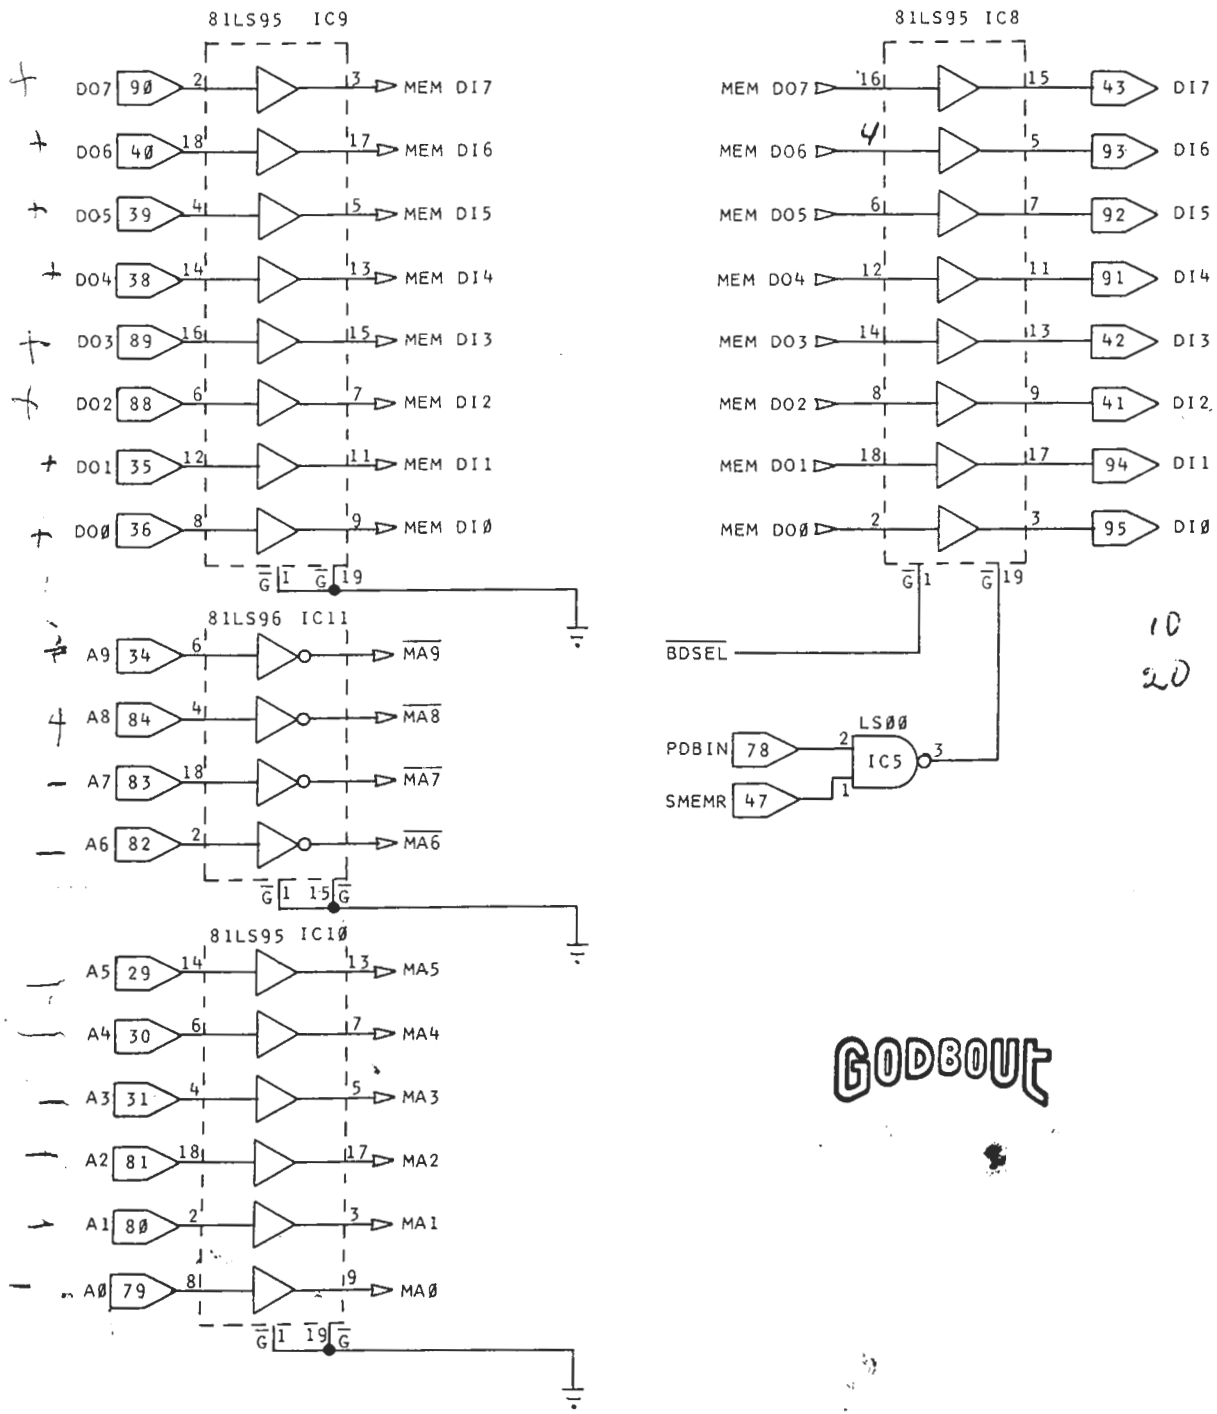 81LS95 IC9
DO7 90 2 3 MEM DI7
DO6 40 18 17 MEM DI6
DO5 39 4 5 MEM DI5
DO4 38 14 13 MEM DI4
DO3 89 16 15 MEM DI3
DO2 88 6 7 MEM DI2
DO1 35 12 11 MEM DI1
DOØ 36 8 9 MEM DIØ
G̅ 1 G̅ 19
81LS96 IC11
A9 34 6 M̅A̅9̅
A8 84 4 M̅A̅8̅
A7 83 18 M̅A̅7̅
A6 82 2 M̅A̅6̅
G̅ 1 15 G̅
81LS95 IC1Ø
A5 29 14 13 MA5
A4 30 6 7 MA4
A3 31 4 5 MA3
A2 81 18 17 MA2
A1 8Ø 2 3 MA1
AØ 79 8 9 MAØ
G̅ 1 19 G̅
81LS95 IC8
MEM DO7 16 15 43 DI7
MEM DO6 4 5 93 DI6
MEM DO5 6 7 92 DI5
MEM DO4 12 11 91 DI4
MEM DO3 14 13 42 DI3
MEM DO2 8 9 41 DI2
MEM DO1 18 17 94 DI1
MEM DOØ 2 3 95 DIØ
G̅ 1 G̅ 19
B̅D̅S̅E̅L̅
10
20
LSØØ
PDBIN 78 2 IC5 3
SMEMR 47 1
GODBOUt